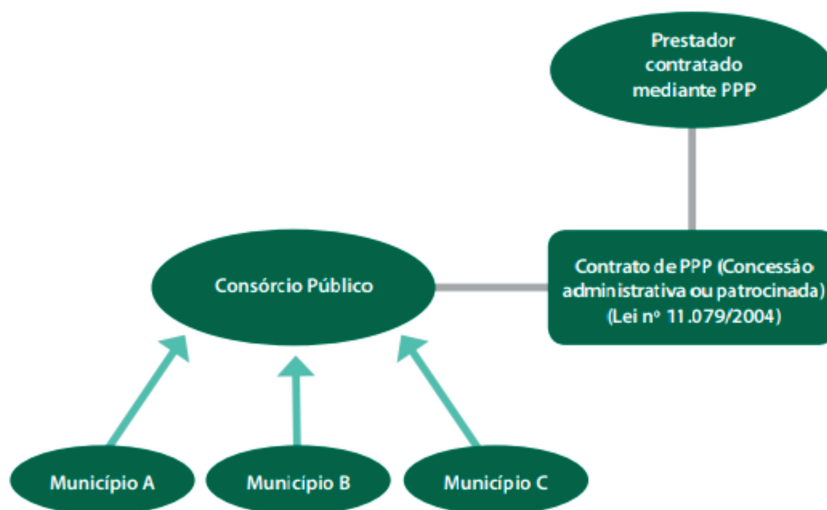 Prestador
contratado
mediante PPP
Contrato de PPP (Concessão
administrativa ou patrocinada)
(Lei nº 11.079/2004)
Consórcio Público
Município A
Município B
Município C